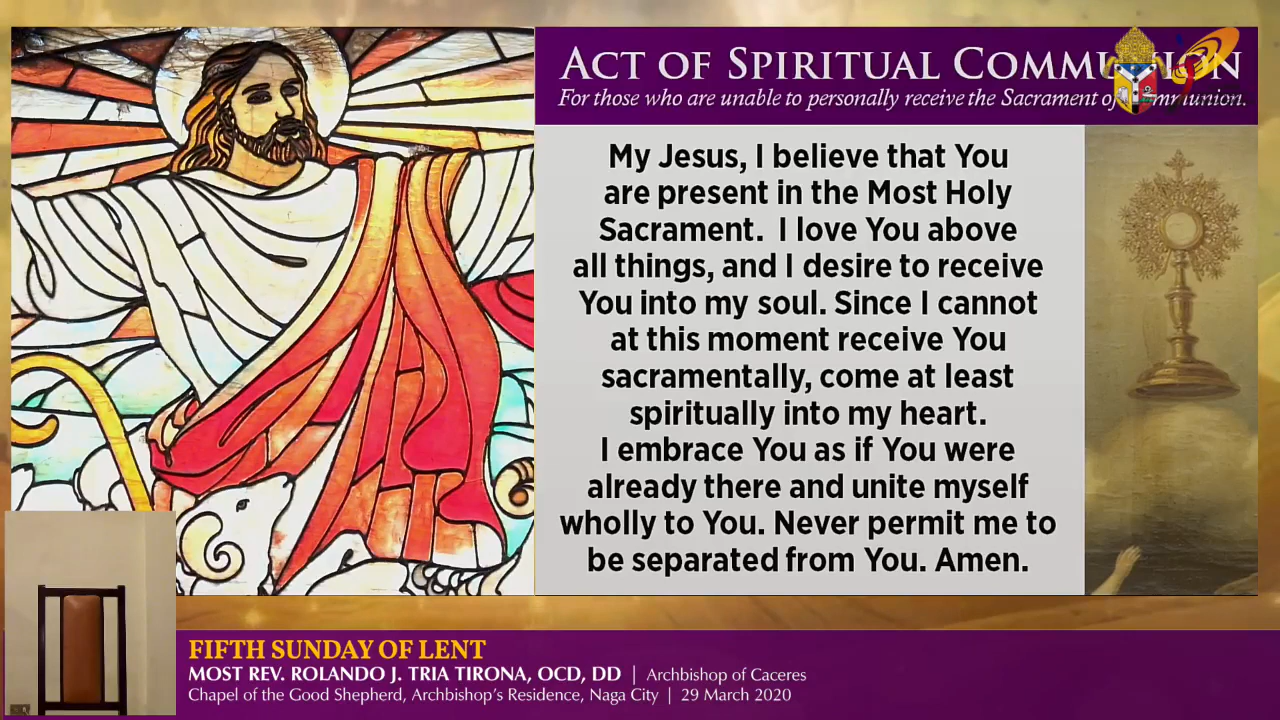 ACT OF SPIRITUAL COMMUNION
For those who are unable to personally receive the Sacrament of Communion.
My Jesus, I believe that You
are present in the Most Holy
Sacrament.  I love You above
all things, and I desire to receive
You into my soul. Since I cannot
at this moment receive You
sacramentally, come at least
spiritually into my heart.
I embrace You as if You were
already there and unite myself
wholly to You. Never permit me to
be separated from You. Amen.
FIFTH SUNDAY OF LENT
MOST REV. ROLANDO J. TRIA TIRONA, OCD, DD | Archbishop of Caceres
Chapel of the Good Shepherd, Archbishop's Residence, Naga City | 29 March 2020